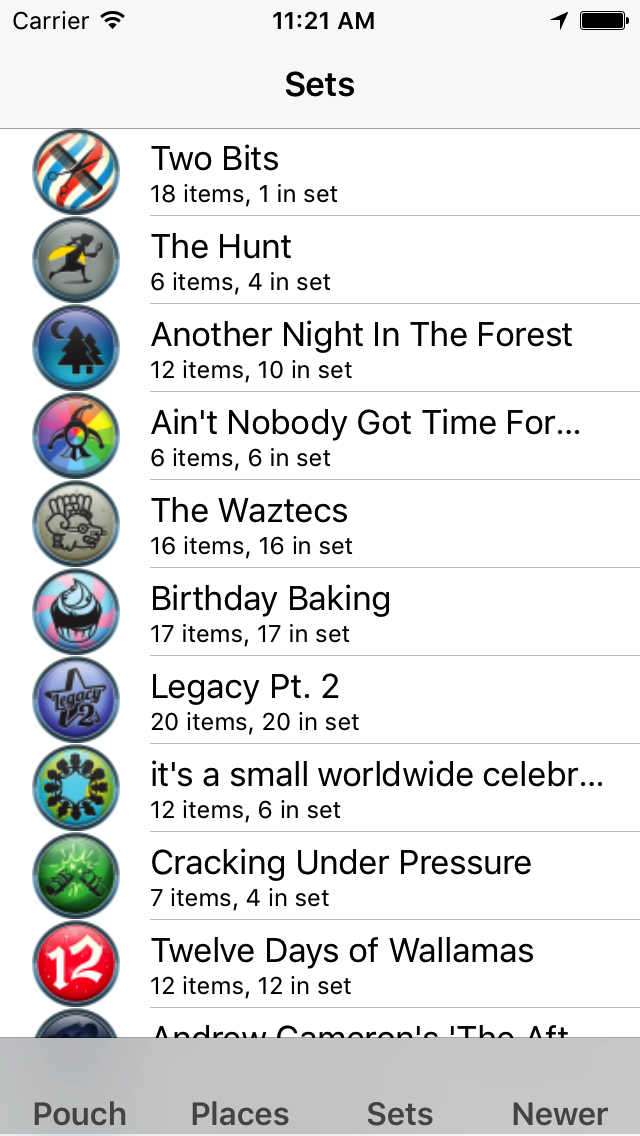 Carrier 11:21 AM
Sets
Two Bits
18 items, 1 in set
The Hunt
6 items, 4 in set
Another Night In The Forest
12 items, 10 in set
Ain't Nobody Got Time For...
6 items, 6 in set
The Waztecs
16 items, 16 in set
Birthday Baking
17 items, 17 in set
Legacy
2
Legacy Pt. 2
20 items, 20 in set
it's a small worldwide celebr...
12 items, 6 in set
Cracking Under Pressure
7 items, 4 in set
12
Twelve Days of Wallamas
12 items, 12 in set
Andrew Cameron's 'The Aft...
Pouch Places Sets Newer